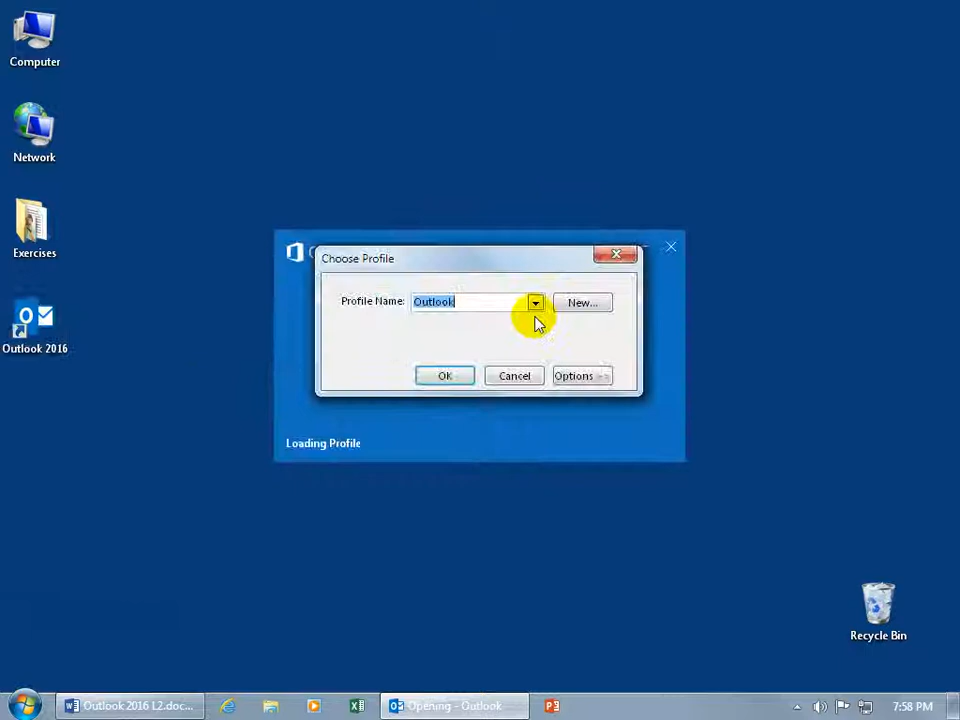 Computer
Network
Exercises
Outlook 2016
Choose Profile
Profile Name:
Outlook
New...
OK
Cancel
Options >>
Loading Profile
Recycle Bin
Outlook 2016 L2.doc...
Opening - Outlook
7:58 PM